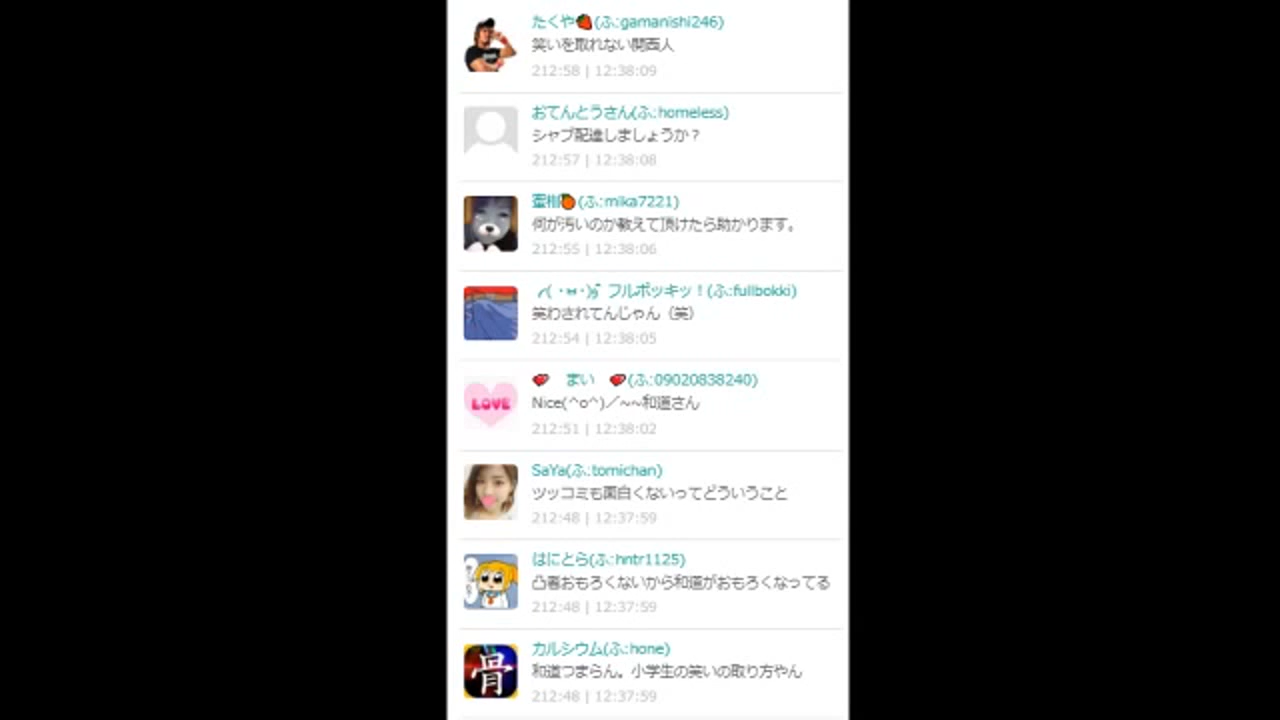 たくや🍓(ふ:gamanishi246)
笑いを取れない関西人
212:58 | 12:38:09
おてんとうさん(ふ:homeless)
シャブ配達しましょうか？
212:57 | 12:38:08
蜜柑🍊(ふ:mika7221)
何が汚いのか教えて頂けたら助かります。
212:55 | 12:38:06
フルボッキッ！(ふ:fullbokki)
笑わされてんじゃん（笑）
212:54 | 12:38:05
まい (ふ:09020838240)
Nice(^o^)／~~和道さん
212:51 | 12:38:02
LOVE
SaYa(ふ:tomichan)
ツッコミも面白くないってどういうこと
212:48 | 12:37:59
はにとら(ふ:hntr1125)
凸者おもろくないから和道がおもろくなってる
212:48 | 12:37:59
カルシウム(ふ:hone)
和道つまらん。小学生の笑いの取り方やん
212:48 | 12:37:59
骨